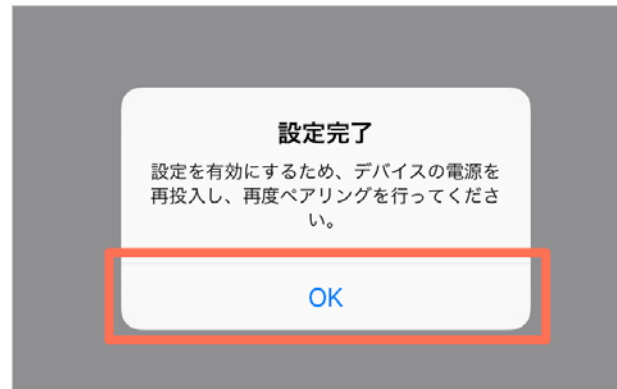 設定完了
設定を有効にするため、デバイスの電源を
再投入し、再度ペアリングを行ってくださ
い。
OK